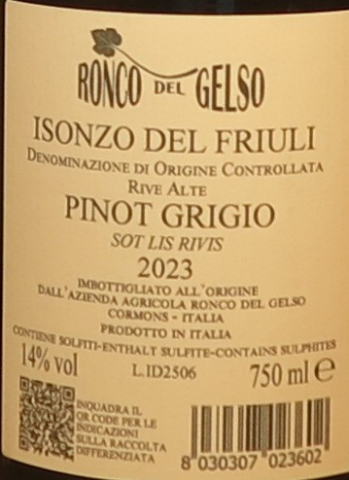 RONCO DEL GELSO
ISONZO DEL FRIULI
DENOMINAZIONE DI ORIGINE CONTROLLATA
RIVE ALTE
PINOT GRIGIO
SOT LIS RIVIS
2023
IMBOTTIGLIATO ALL'ORIGINE
DALL'AZIENDA AGRICOLA RONCO DEL GELSO
CORMONS - ITALIA
PRODOTTO IN ITALIA
CONTIENE SOLFITI-ENTHALT SULFITE-CONTAINS SULPHITES
14% vol
L.ID2506
750 ml e
INQUADRA IL
QR CODE PER LE
INDICAZIONI
SULLA RACCOLTA
DIFFERENZIATA
8 030307 023602